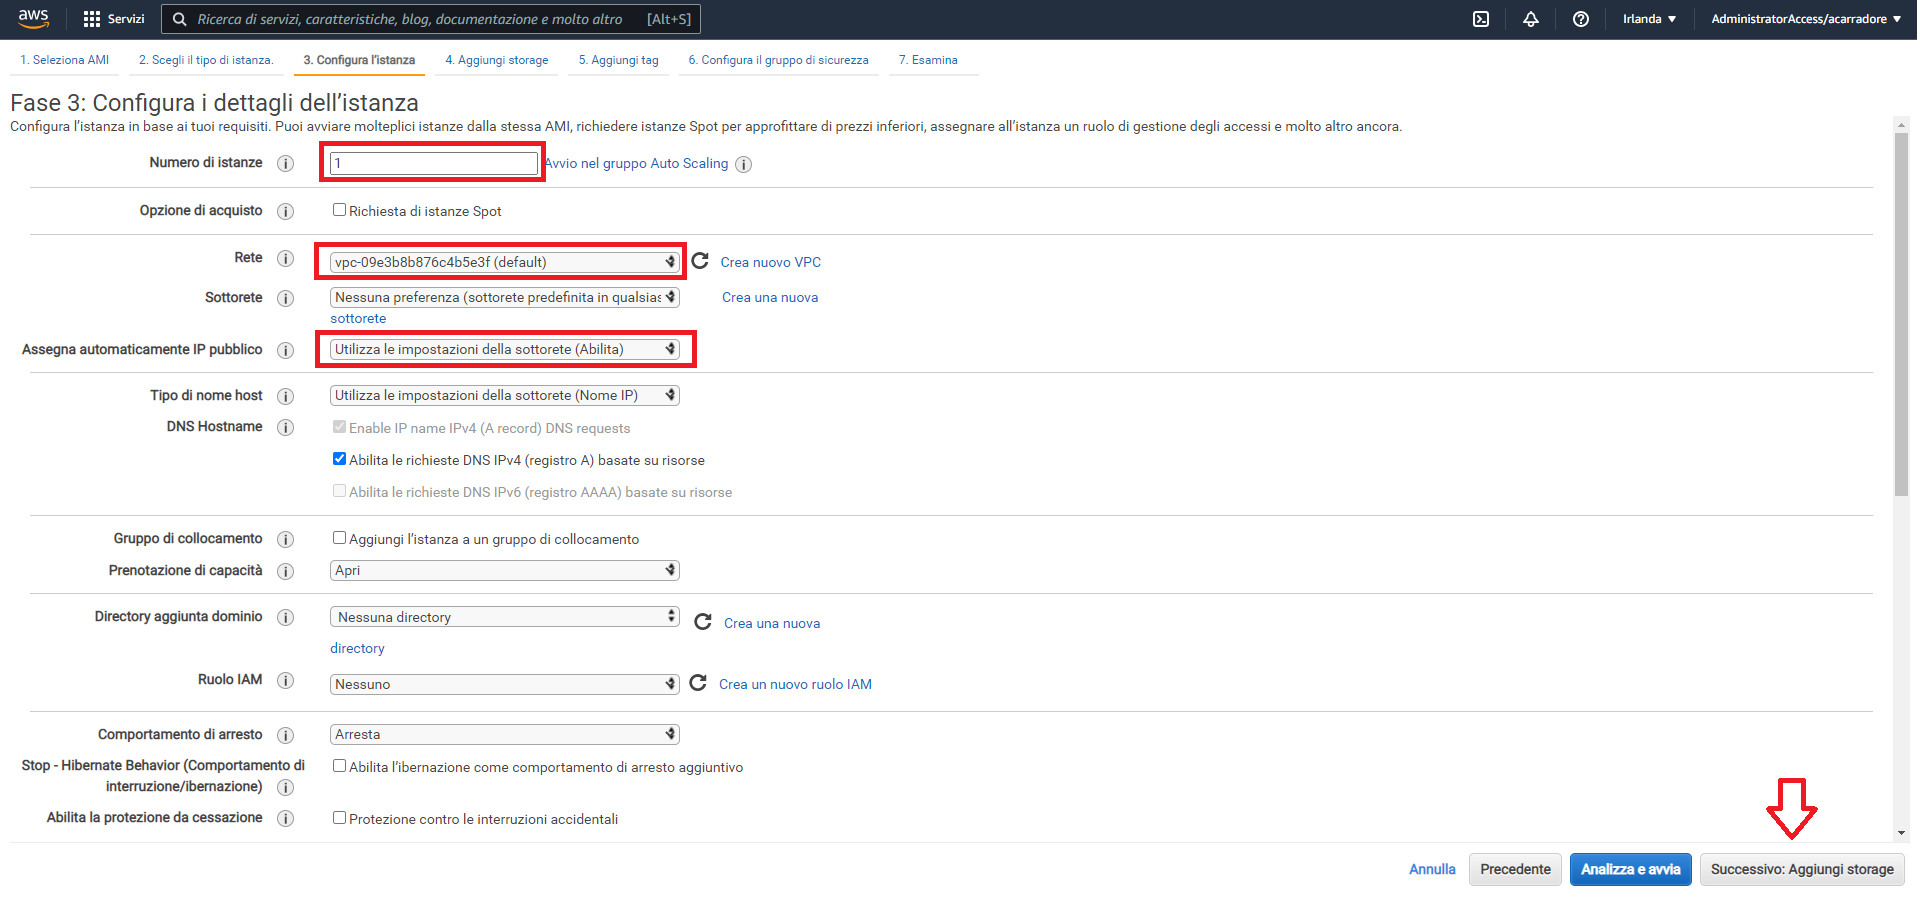 aws
Servizi
Ricerca di servizi, caratteristiche, blog, documentazione e molto altro
[Alt+S]
Irlanda
AdministratorAccess/acarradore
1. Seleziona AMI
2. Scegli il tipo di istanza.
3. Configura l'istanza
4. Aggiungi storage
5. Aggiungi tag
6. Configura il gruppo di sicurezza
7. Esamina
Fase 3: Configura i dettagli dell'istanza
Configura l'istanza in base ai tuoi requisiti. Puoi avviare molteplici istanze dalla stessa AMI, richiedere istanze Spot per approfittare di prezzi inferiori, assegnare all'istanza un ruolo di gestione degli accessi e molto altro ancora.
Numero di istanze
1
Avvio nel gruppo Auto Scaling
Opzione di acquisto
Richiesta di istanze Spot
Rete
vpc-09e3b8b876c4b5e3f (default)
Crea nuovo VPC
Sottorete
Nessuna preferenza (sottorete predefinita in qualsias
Crea una nuova
sottorete
Assegna automaticamente IP pubblico
Utilizza le impostazioni della sottorete (Abilita)
Tipo di nome host
Utilizza le impostazioni della sottorete (Nome IP)
DNS Hostname
Enable IP name IPv4 (A record) DNS requests
Abilita le richieste DNS IPv4 (registro A) basate su risorse
Abilita le richieste DNS IPv6 (registro AAAA) basate su risorse
Gruppo di collocamento
Aggiungi l'istanza a un gruppo di collocamento
Prenotazione di capacità
Apri
Directory aggiunta dominio
Nessuna directory
Crea una nuova
directory
Ruolo IAM
Nessuno
Crea un nuovo ruolo IAM
Comportamento di arresto
Arresta
Stop - Hibernate Behavior (Comportamento di
interruzione/ibernazione)
Abilita l'ibernazione come comportamento di arresto aggiuntivo
Abilita la protezione da cessazione
Protezione contro le interruzioni accidentali
Annulla
Precedente
Analizza e avvia
Successivo: Aggiungi storage